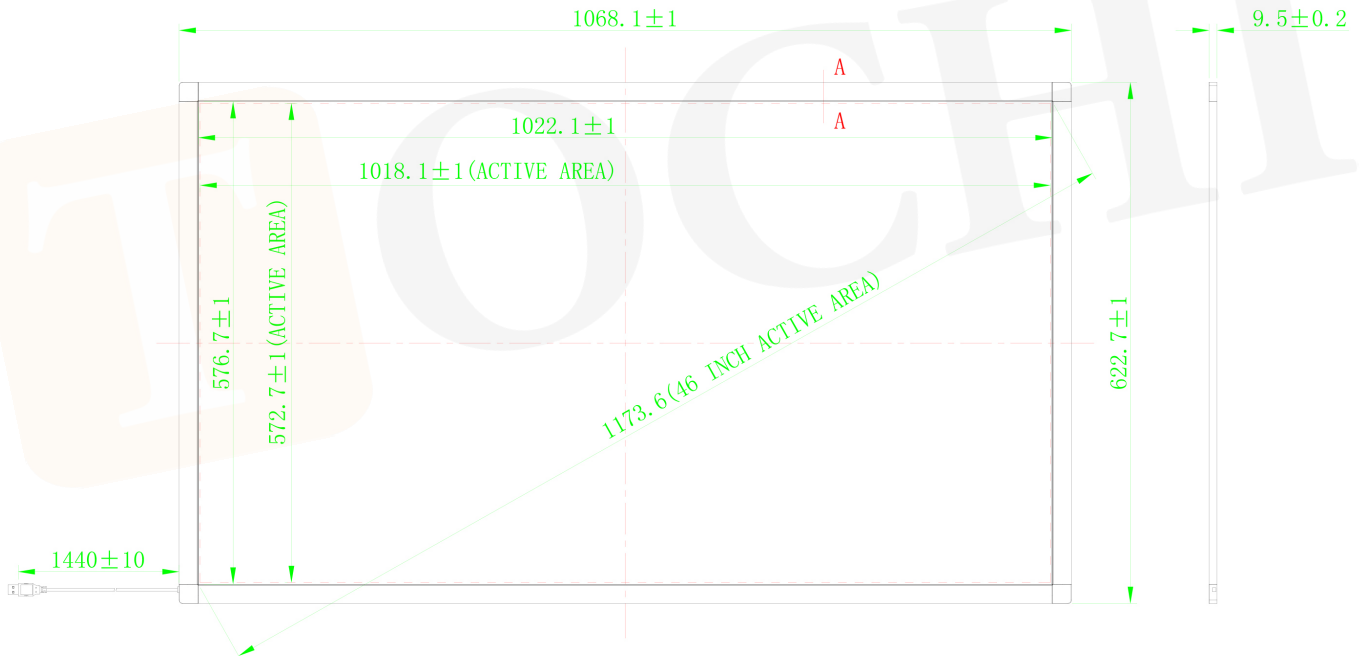 1068.1±1
9.5±0.2
A
A
1022.1±1
1018.1±1(ACTIVE AREA)
576.7±1
572.7±1(ACTIVE AREA)
1173.6(46 INCH ACTIVE AREA)
622.7±1
1440±10
TOCHI